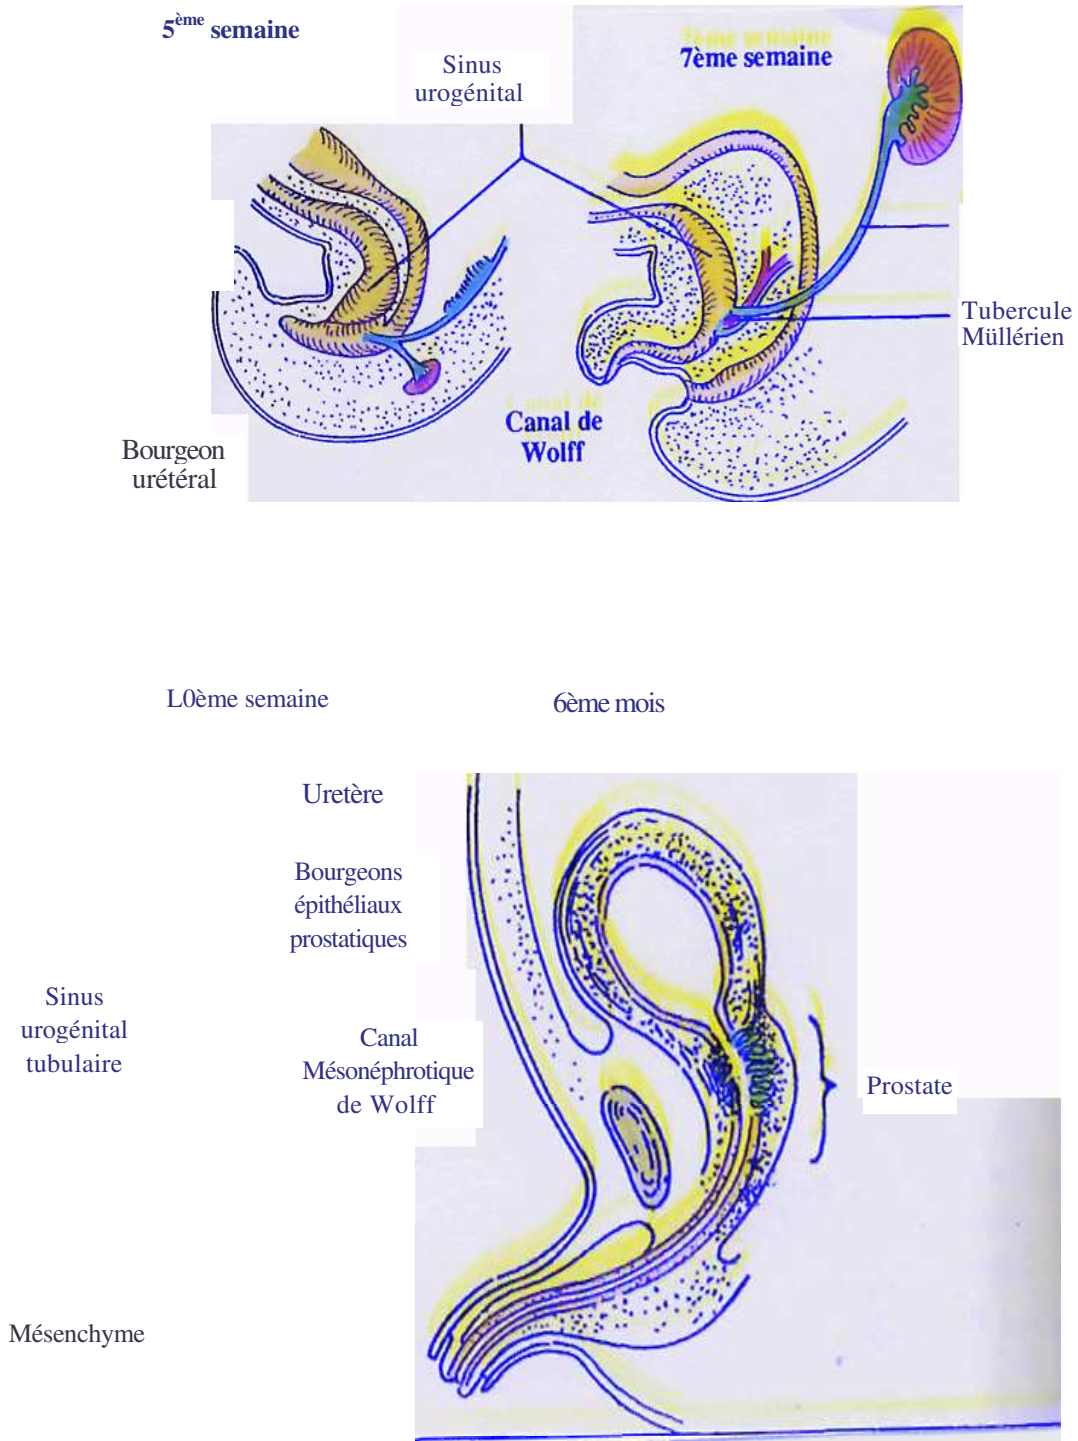 5ème semaine
Sinus
urogénital
7ème semaine
Tubercule
Müllérien
Canal de
Wolff
Bourgeon
urétéral
L0ème semaine
6ème mois
Uretère
Bourgeons
épithéliaux
prostatiques
Sinus
urogénital
tubulaire
Canal
Mésonéphrotique
de Wolff
Prostate
Mésenchyme